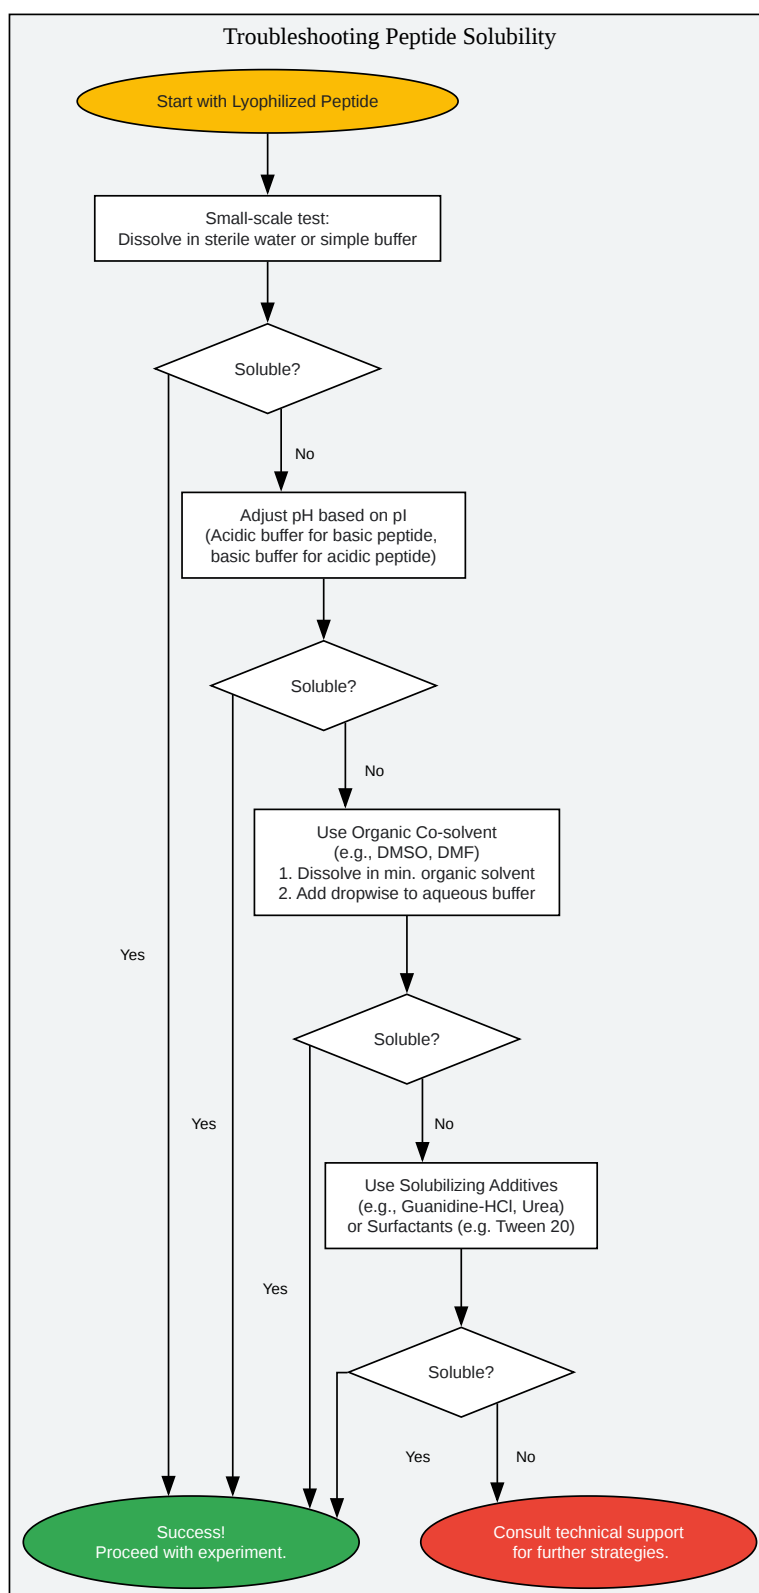 Troubleshooting Peptide Solubility
Start with Lyophilized Peptide
Small-scale test:
Dissolve in sterile water or simple buffer
Soluble?
No
Adjust pH based on pI
(Acidic buffer for basic peptide,
basic buffer for acidic peptide)
Soluble?
No
Use Organic Co-solvent
(e.g., DMSO, DMF)
1. Dissolve in min. organic solvent
2. Add dropwise to aqueous buffer
Yes
Soluble?
Yes
No
Use Solubilizing Additives
(e.g., Guanidine-HCl, Urea)
or Surfactants (e.g. Tween 20)
Yes
Soluble?
Yes
No
Success!
Proceed with experiment.
Consult technical support
for further strategies.